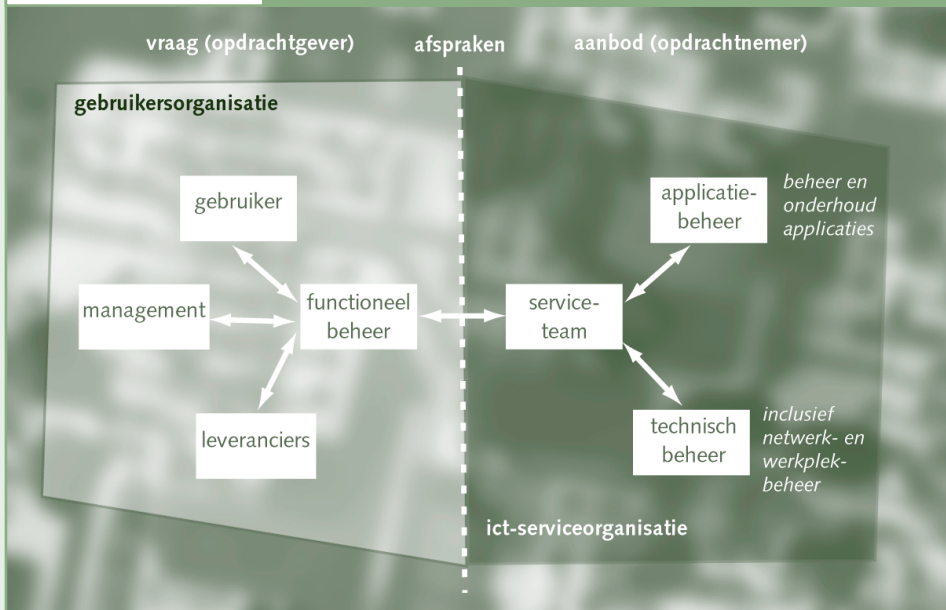 vraag (opdrachtgever)
afspraken
aanbod (opdrachtnemer)
gebruikersorganisatie
gebruiker
management
functioneel
beheer
leveranciers
service-
team
applicatie-
beheer
beheer en
onderhoud
applicaties
technisch
beheer
inclusief
netwerk- en
werkplek-
beheer
ict-serviceorganisatie